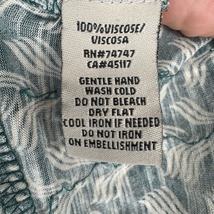 100%VISCOSE/
VISCOSA
RN#74747
CA#45117
GENTLE HAND
WASH COLD
DO NOT BLEACH
DRY FLAT
COOL IRON IF NEEDED
DO NOT IRON
ON EMBELLISHMENT